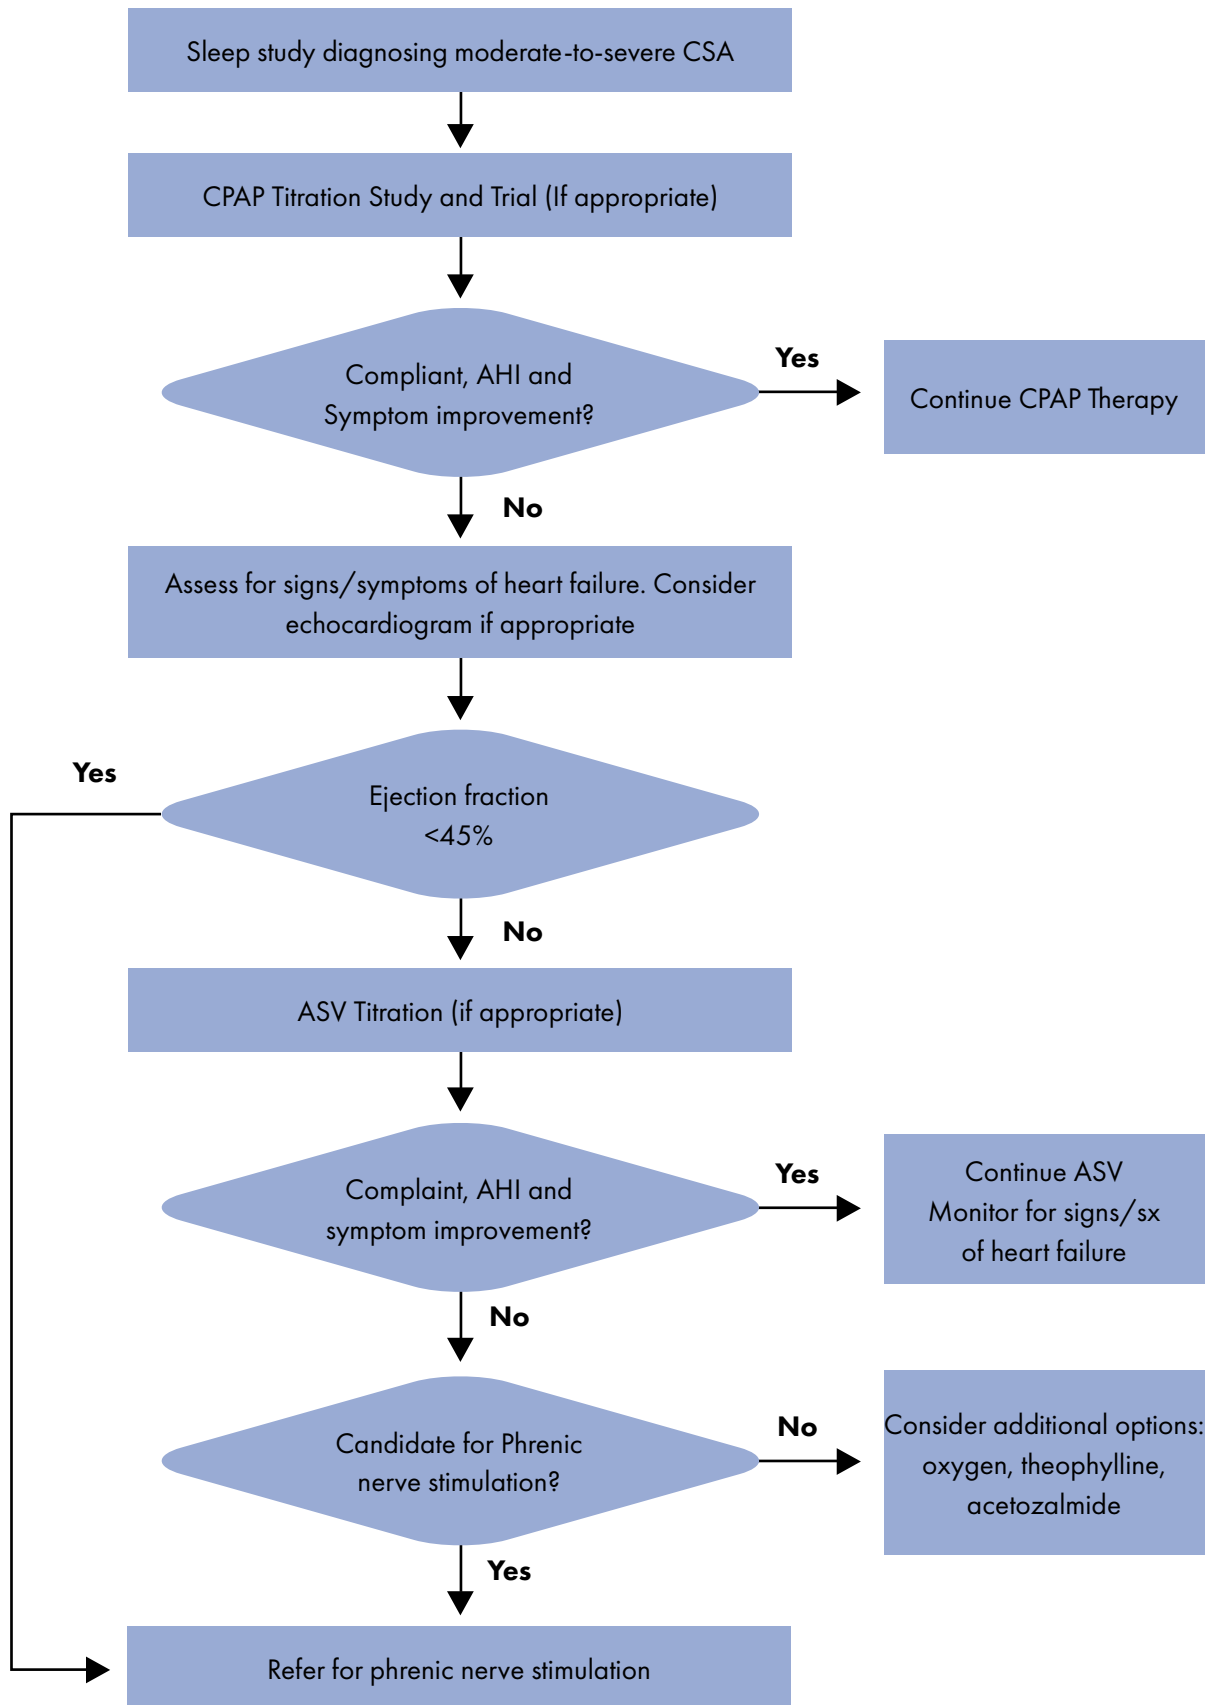 Sleep study diagnosing moderate-to-severe CSA
CPAP Titration Study and Trial (If appropriate)
Compliant, AHI and
Symptom improvement?
Yes
Continue CPAP Therapy
No
Assess for signs/symptoms of heart failure. Consider
echocardiogram if appropriate
Yes
Ejection fraction
<45%
No
ASV Titration (if appropriate)
Complaint, AHI and
symptom improvement?
Yes
Continue ASV
Monitor for signs/sx
of heart failure
No
Candidate for Phrenic
nerve stimulation?
No
Consider additional options:
oxygen, theophylline,
acetozalmide
Yes
Refer for phrenic nerve stimulation